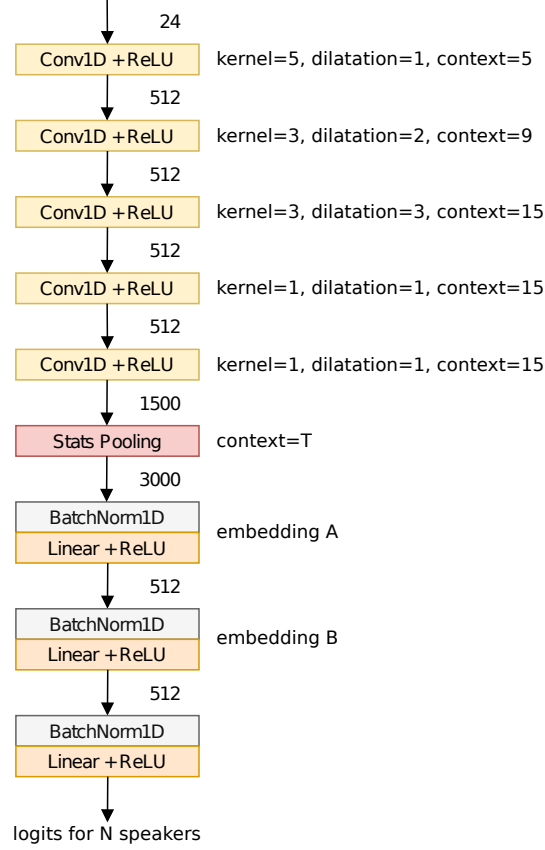 24
Conv1D + ReLU kernel=5, dilatation=1, context=5
512
Conv1D + ReLU kernel=3, dilatation=2, context=9
512
Conv1D + ReLU kernel=3, dilatation=3, context=15
512
Conv1D + ReLU kernel=1, dilatation=1, context=15
512
Conv1D + ReLU kernel=1, dilatation=1, context=15
1500
Stats Pooling context=T
3000
BatchNorm1D
embedding A
Linear + ReLU
512
BatchNorm1D
embedding B
Linear + ReLU
512
BatchNorm1D
Linear + ReLU
logits for N speakers